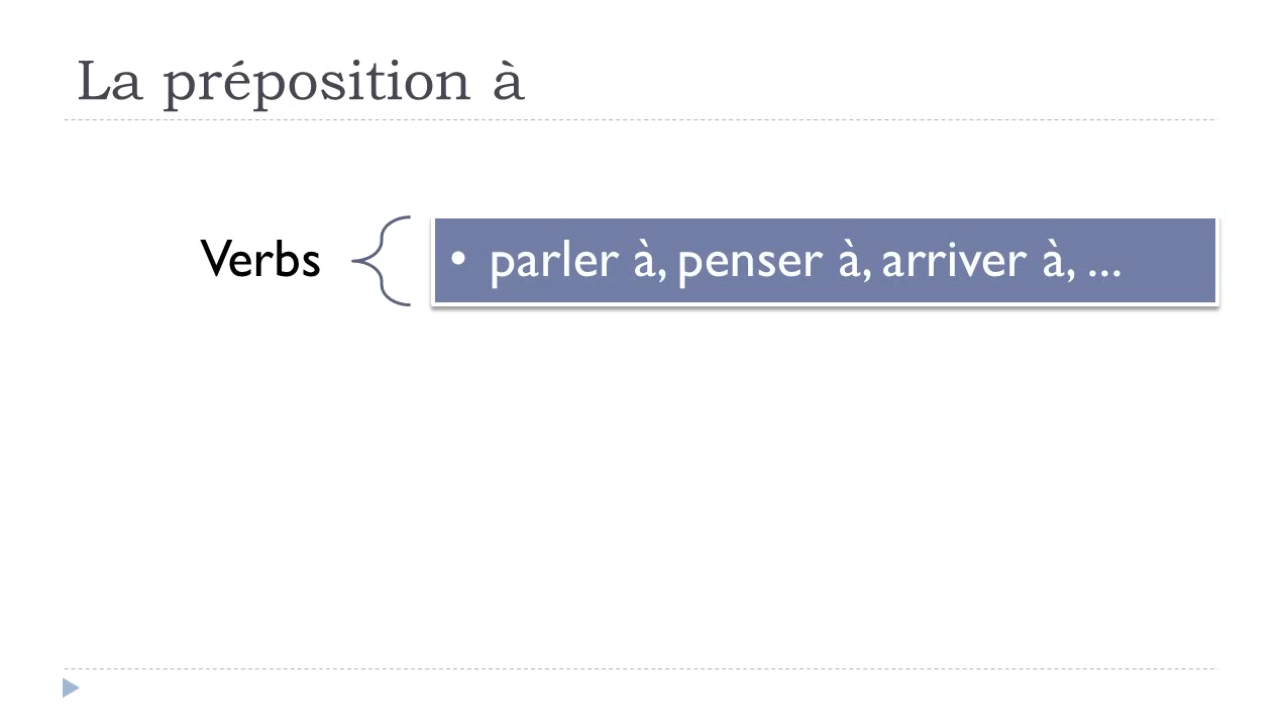 La préposition à
Verbs
• parler à, penser à, arriver à, ...